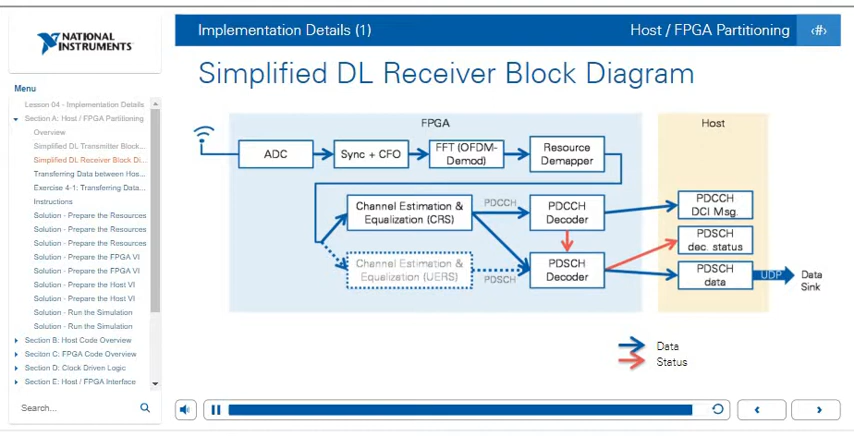 NATIONAL
INSTRUMENTS
Implementation Details (1)
Host / FPGA Partitioning
‹#›
Simplified DL Receiver Block Diagram
Menu
Lesson 04 - Implementation Details
Section A: Host / FPGA Partitioning
Overview
Simplified DL Transmitter Block...
Simplified DL Receiver Block Di...
Transferring Data between Hos...
Exercise 4-1: Transferring Data...
Instructions
Solution - Prepare the Resources
Solution - Prepare the Resources
Solution - Prepare the Resources
Solution - Prepare the FPGA VI
Solution - Prepare the FPGA VI
Solution - Prepare the Host VI
Solution - Prepare the Host VI
Solution - Run the Simulation
Solution - Run the Simulation
Section B: Host Code Overview
Section C: FPGA Code Overview
Section D: Clock Driven Logic
Section E: Host / FPGA Interface
Search...
FPGA
Host
ADC
Sync + CFO
FFT (OFDM-
Demod)
Resource
Demapper
Channel Estimation &
Equalization (CRS)
PDCCH
PDCCH
Decoder
PDCCH
DCI Msg.
PDSCH
dec. status
Channel Estimation &
Equalization (UERS)
PDSCH
PDSCH
Decoder
PDSCH
data
UDP
Data
Sink
Data
Status